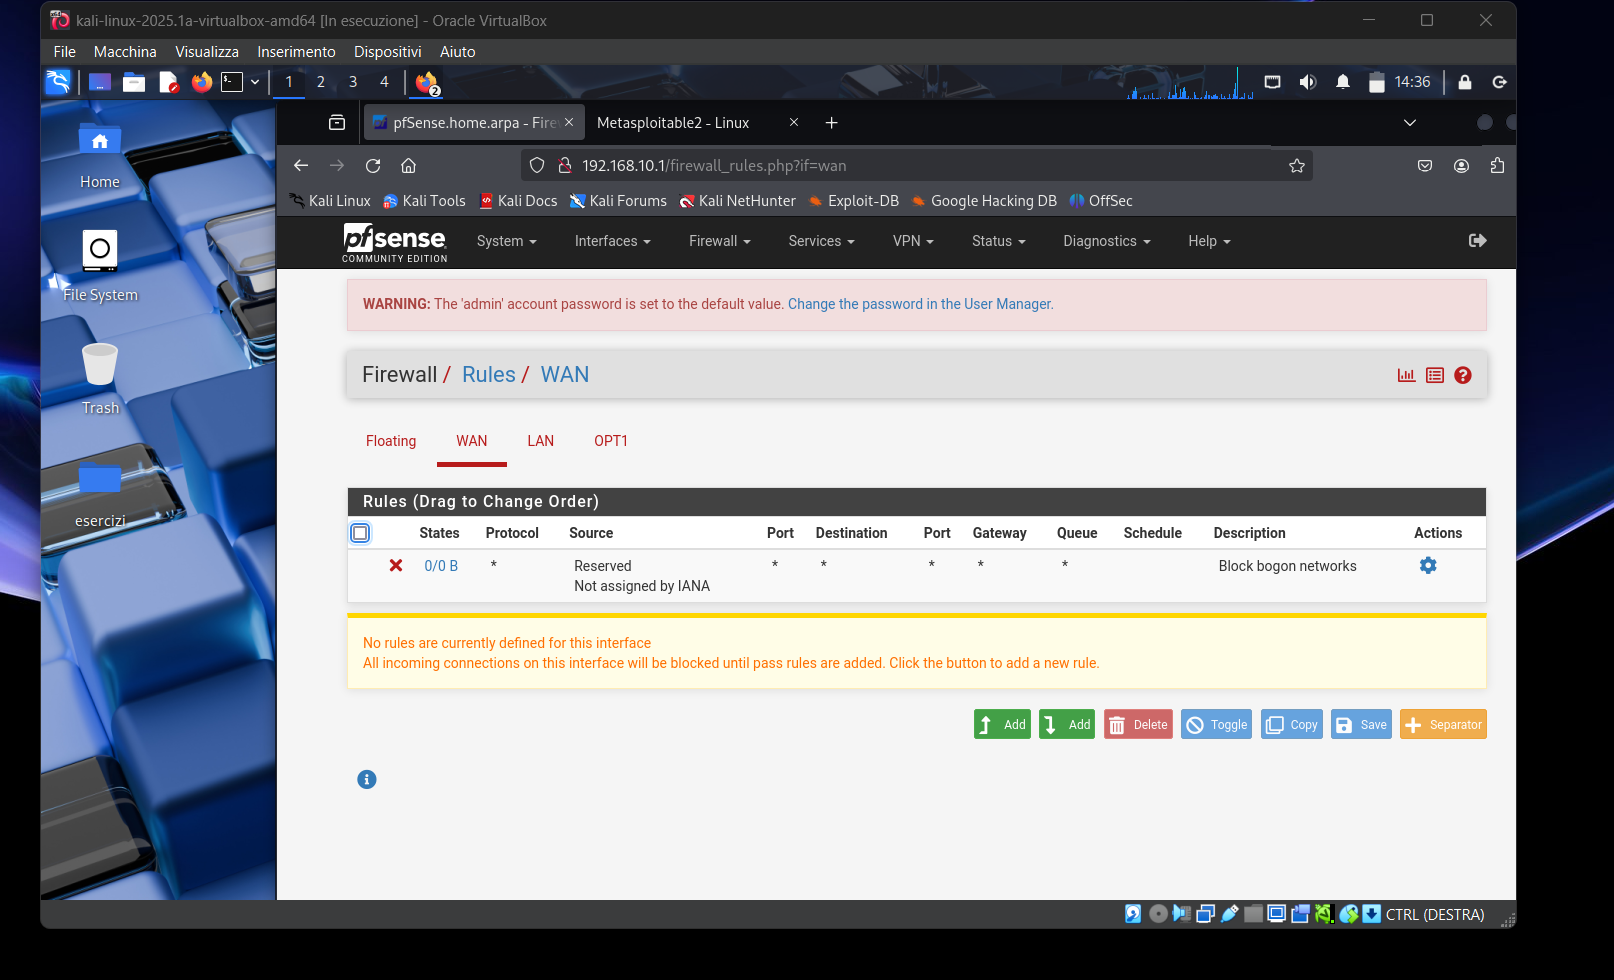 kali-linux-2025.1a-virtualbox-amd64 [In esecuzione] - Oracle VirtualBox
File Macchina Visualizza Inserimento Dispositivi Aiuto
1 2 3 4 2 14:36
pfSense.home.arpa - Fire Metasploitable2 - Linux
192.168.10.1/firewall_rules.php?if=wan
Kali Linux Kali Tools Kali Docs Kali Forums Kali NetHunter Exploit-DB Google Hacking DB OffSec
Home
File System
Trash
esercizi
pfsense
COMMUNITY EDITION
System Interfaces Firewall Services VPN Status Diagnostics Help
WARNING: The 'admin' account password is set to the default value. Change the password in the User Manager.
Firewall / Rules / WAN
Floating WAN LAN OPT1
Rules (Drag to Change Order)
States Protocol Source Port Destination Port Gateway Queue Schedule Description Actions
0/0 B * Reserved * * * * * Block bogon networks
Not assigned by IANA
No rules are currently defined for this interface
All incoming connections on this interface will be blocked until pass rules are added. Click the button to add a new rule.
Add Add Delete Toggle Copy Save Separator
CTRL (DESTRA)